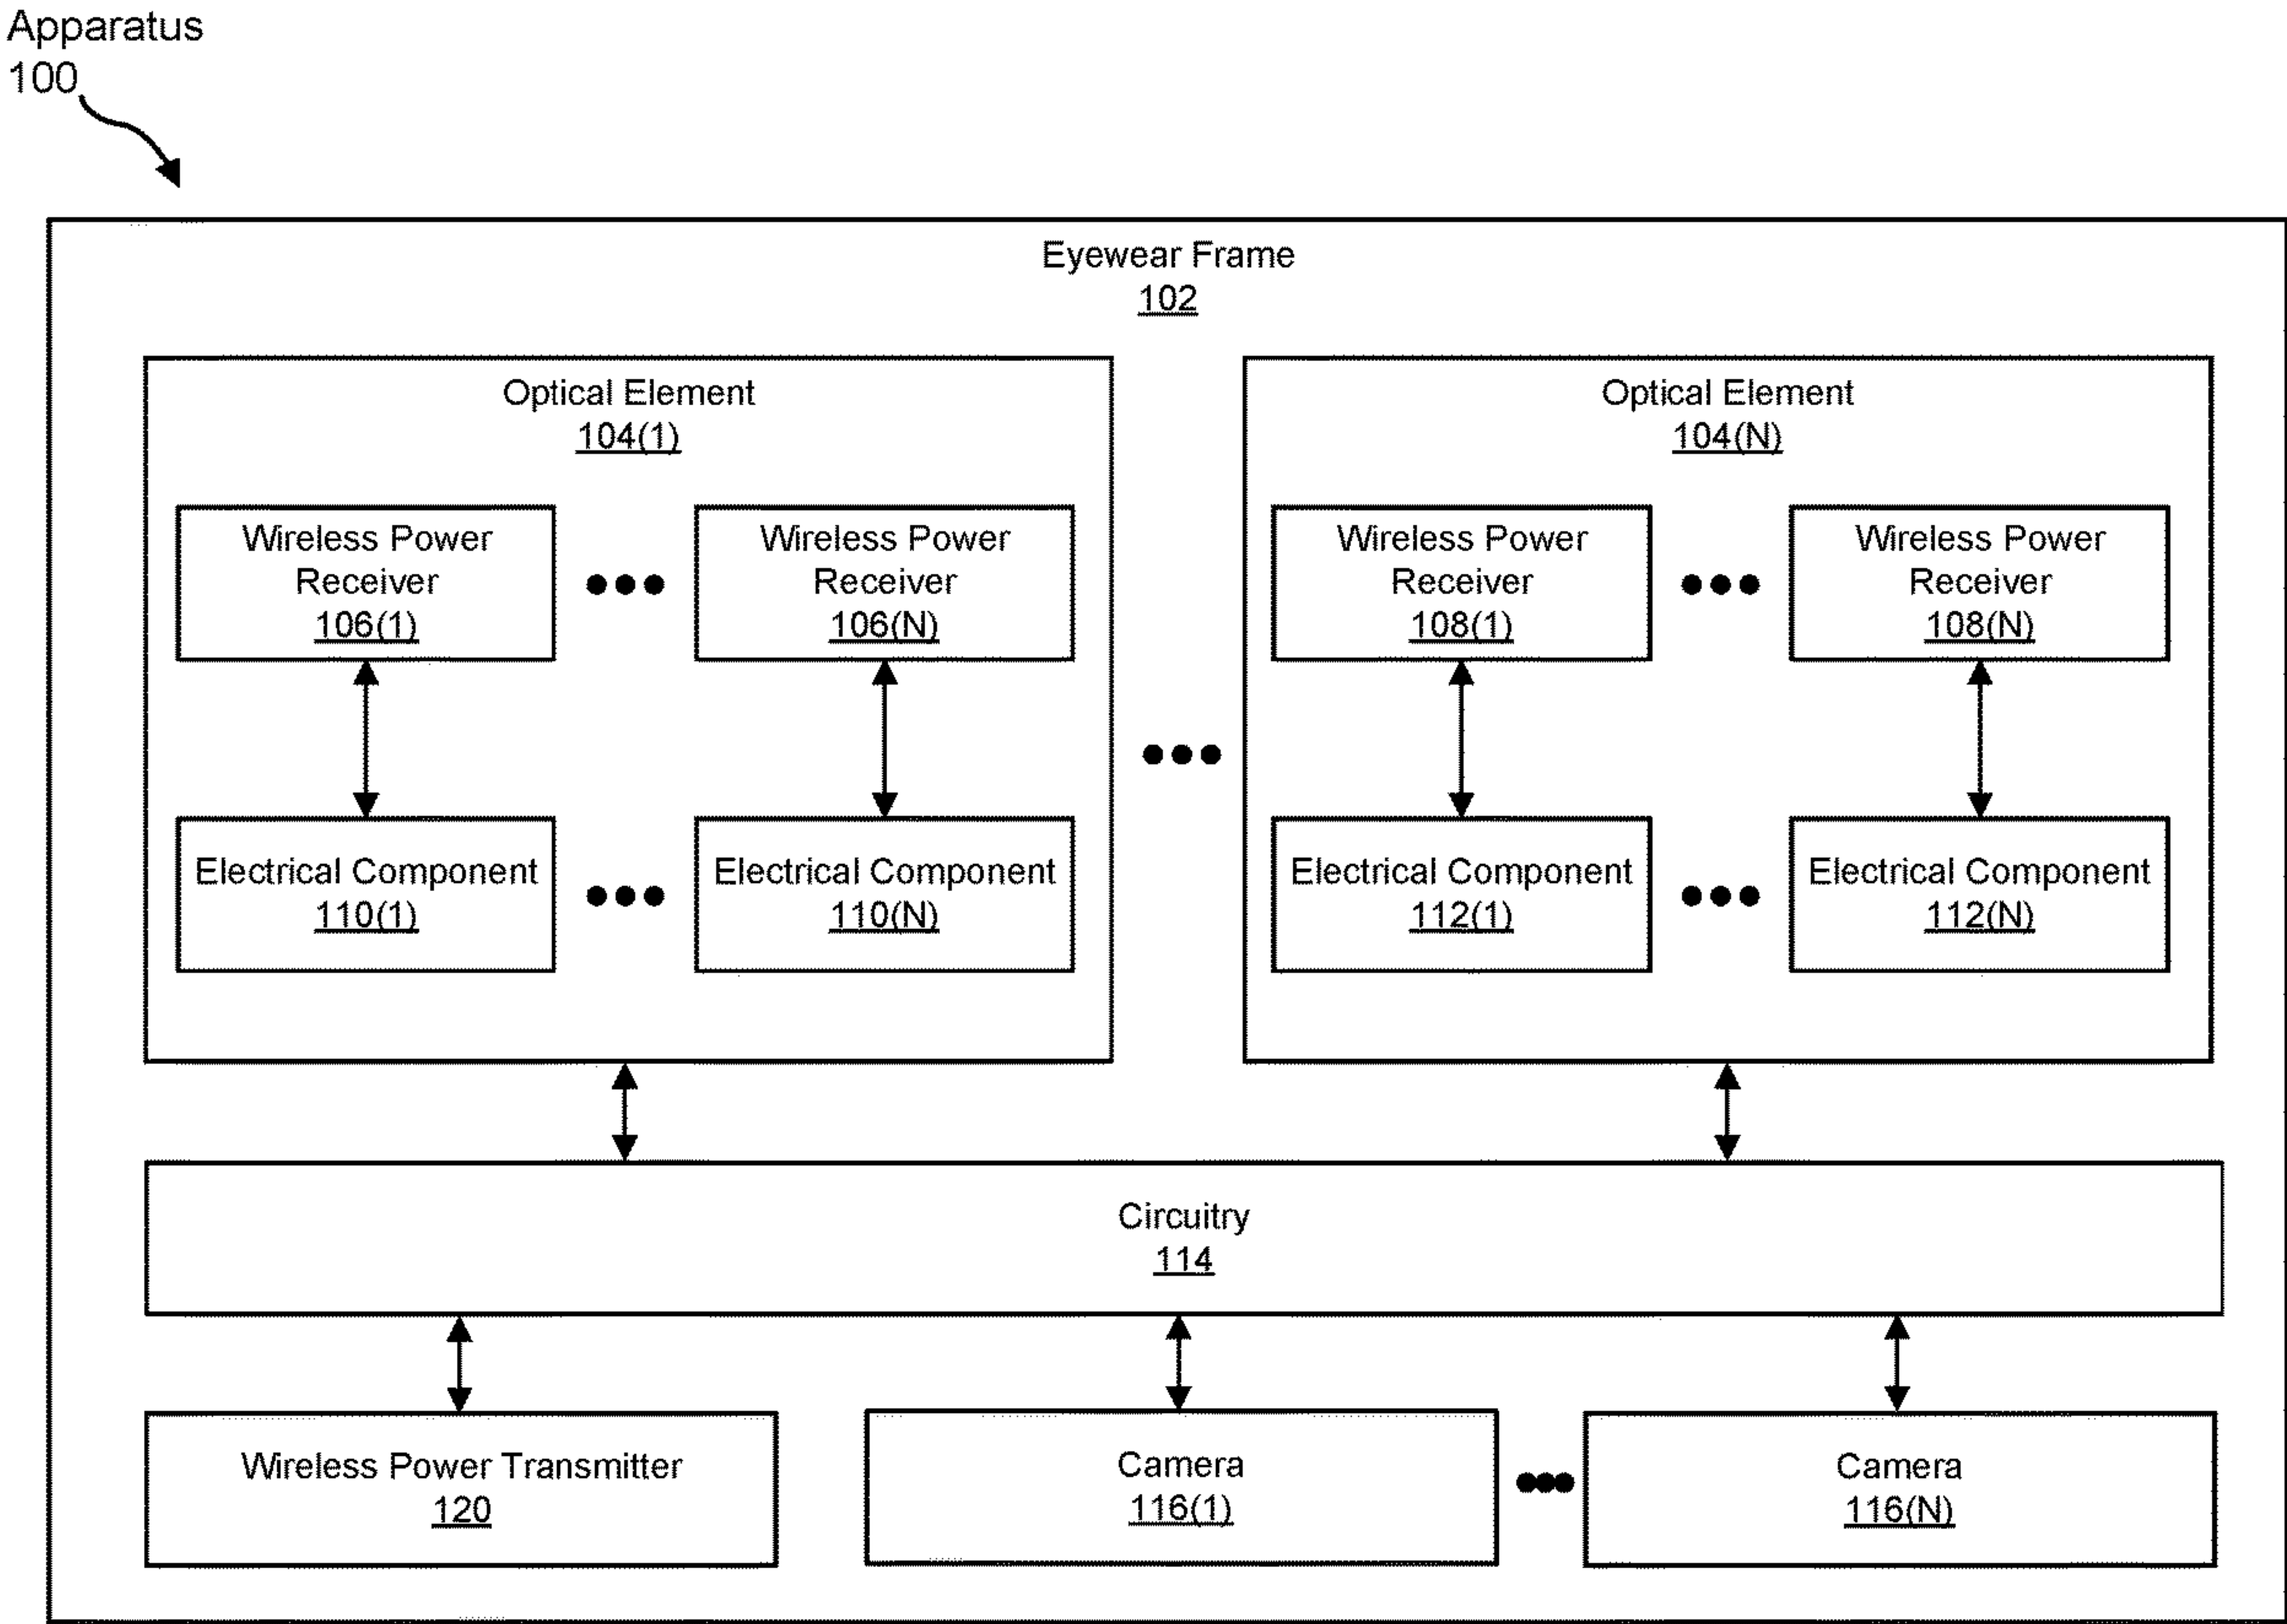 Apparatus
100
Eyewear Frame
102
Optical Element
104(1)
Wireless Power
Receiver
106(1)
Wireless Power
Receiver
106(N)
Electrical Component
110(1)
Electrical Component
110(N)
Optical Element
104(N)
Wireless Power
Receiver
108(1)
Wireless Power
Receiver
108(N)
Electrical Component
112(1)
Electrical Component
112(N)
Circuitry
114
Wireless Power Transmitter
120
Camera
116(1)
Camera
116(N)